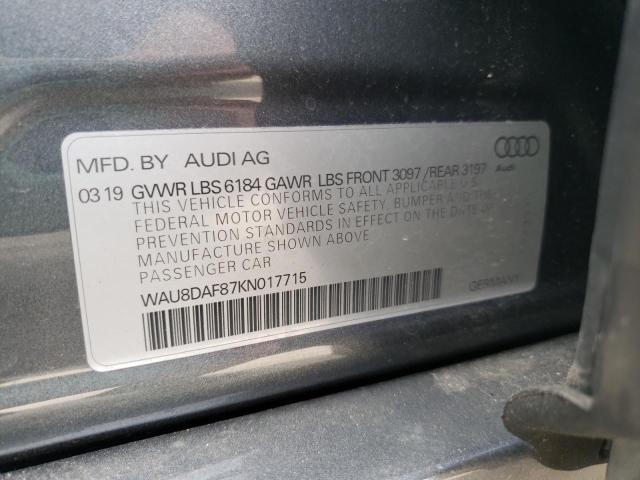 MFD. BY AUDI AG
03 19 GVWR LBS 6184 GAWR LBS FRONT 3097 / REAR 3197
Audi
THIS VEHICLE CONFORMS TO ALL APPLICABLE U.S.
FEDERAL MOTOR VEHICLE SAFETY, BUMPER AND THEFT
PREVENTION STANDARDS IN EFFECT ON THE DATE OF
MANUFACTURE SHOWN ABOVE
PASSENGER CAR
WAU8DAF87KN017715
GERMANY